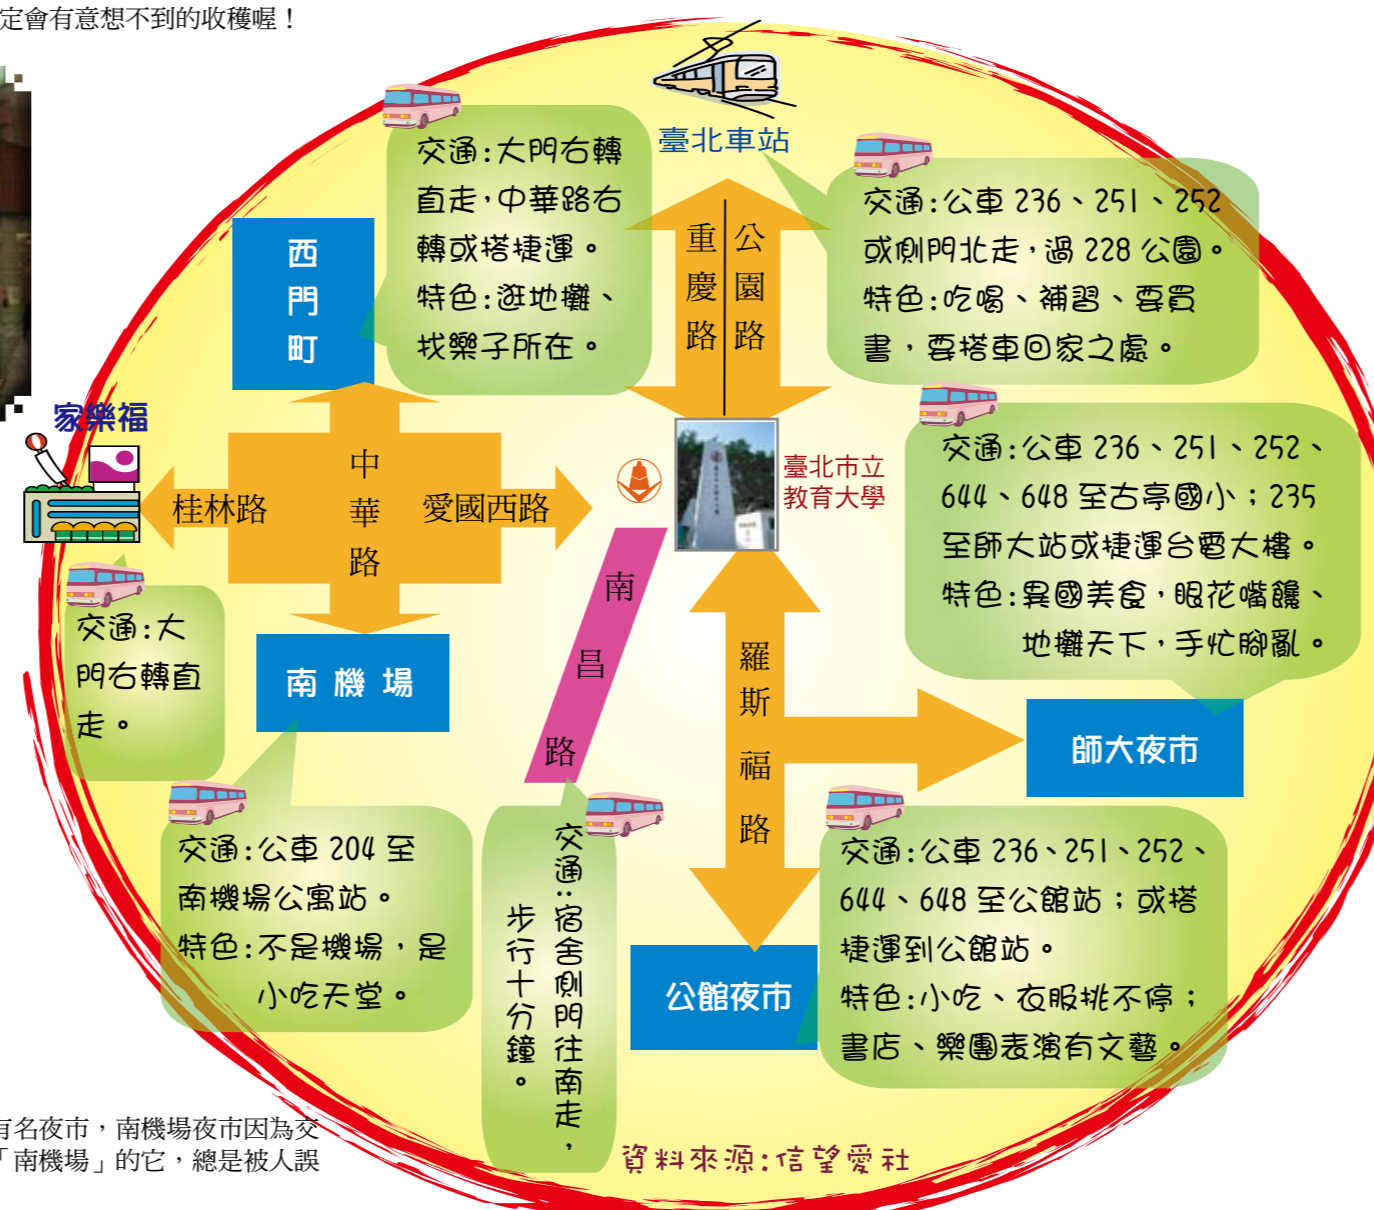 定會有意想不到的收穫喔！
臺北車站
交通:大門右轉
直走，中華路右
轉或搭捷運。
特色:逛地攤、
找樂子所在。
西
門
町
重慶路
公園路
交通:公車 236、251、252
或側門北走，過 228 公園。
特色:吃喝、補習、要買
書，要搭車回家之處。
家樂福
桂林路
中華路
愛國西路
臺北市立
教育大學
交通:公車 236、251、252、
644、648 至古亭國小；235
至師大站或捷運台電大樓。
特色:異國美食，眼花嘴饞、
地攤天下，手忙腳亂。
交通:大
門右轉直
走。
南機場
南昌路
羅斯福路
師大夜市
交通:公車 204 至
南機場公寓站。
特色:不是機場，是
小吃天堂。
交通:宿舍側門往南走，
步行十分鐘。
公館夜市
交通:公車 236、251、252、
644、648 至公館站；或搭
捷運到公館站。
特色:小吃、衣服挑不停；
書店、樂團表演有文藝。
有名夜市，南機場夜市因為交
「南機場」的它，總是被人誤
資料來源:信望愛社